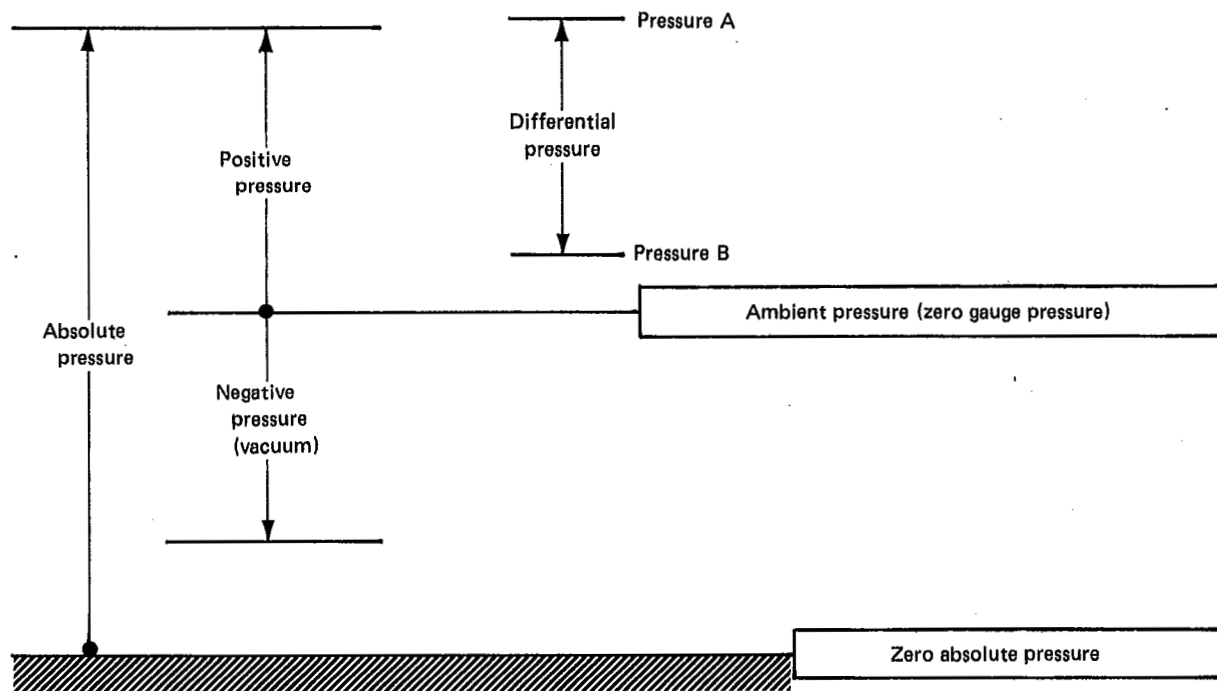 Pressure A
Differential
pressure
Positive
pressure
Pressure B
Ambient pressure (zero gauge pressure)
Absolute
pressure
Negative
pressure
(vacuum)
Zero absolute pressure